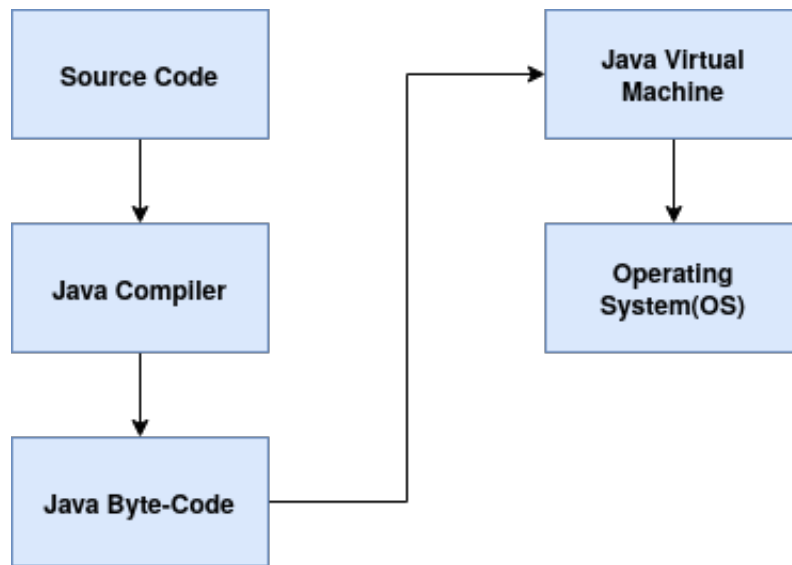 Source Code
Java Compiler
Java Byte-Code
Java Virtual
Machine
Operating
System(OS)